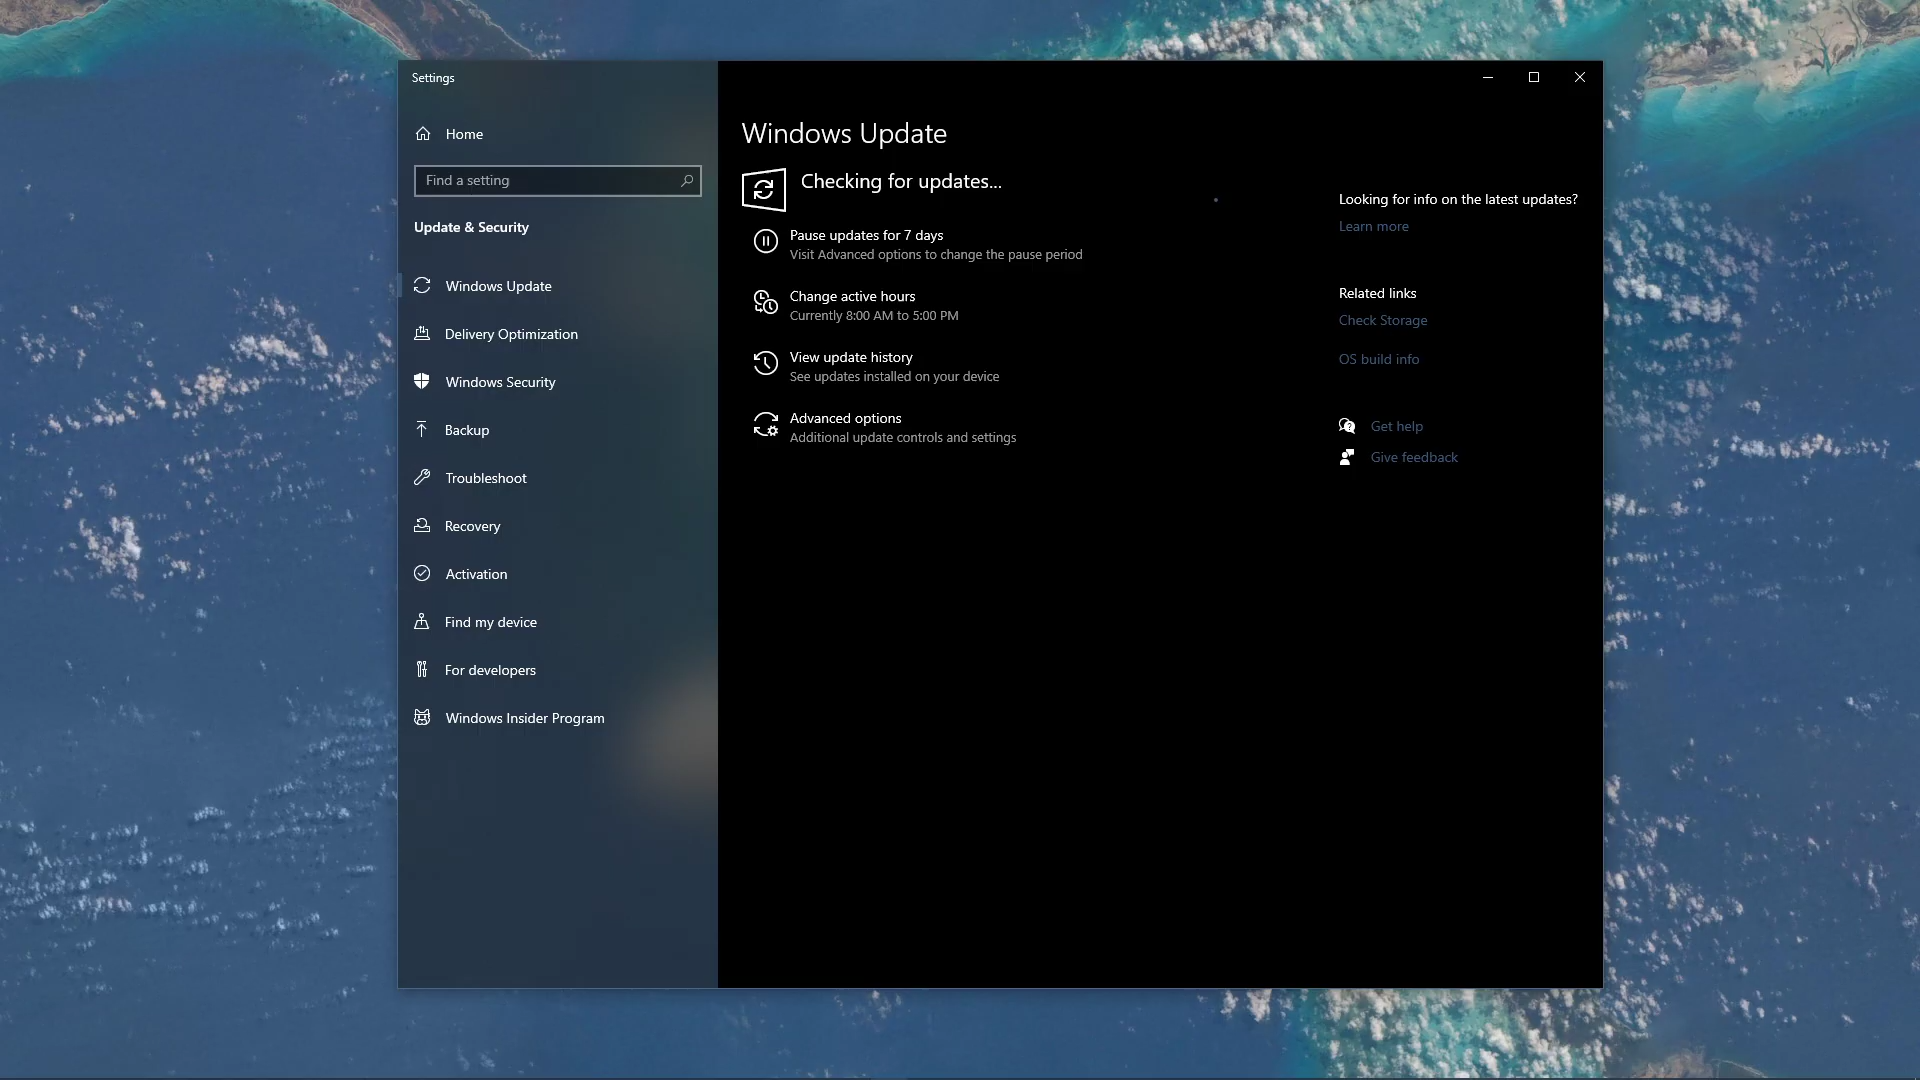 Settings
Home
Find a setting
Update & Security
Windows Update
Delivery Optimization
Windows Security
Backup
Troubleshoot
Recovery
Activation
Find my device
For developers
Windows Insider Program
Windows Update
Checking for updates...
Pause updates for 7 days
Visit Advanced options to change the pause period
Change active hours
Currently 8:00 AM to 5:00 PM
View update history
See updates installed on your device
Advanced options
Additional update controls and settings
Looking for info on the latest updates?
Learn more
Related links
Check Storage
OS build info
Get help
Give feedback